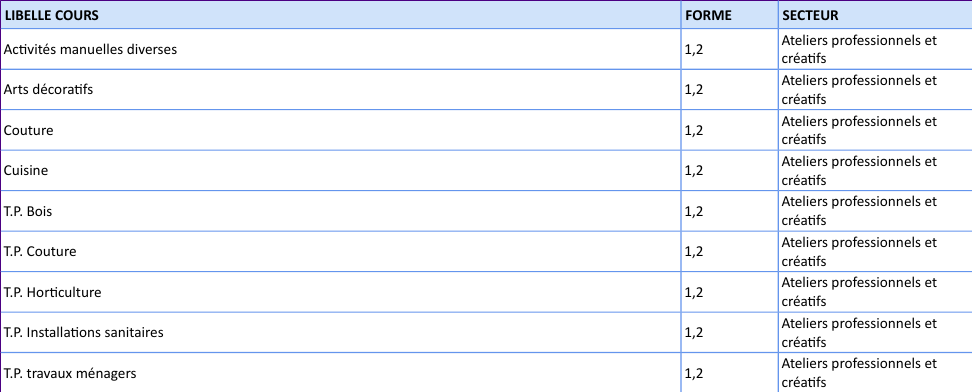 LIBELLE COURS FORME SECTEUR
Activités manuelles diverses 1,2 Ateliers professionnels et
créatifs
Arts décoratifs 1,2 Ateliers professionnels et
créatifs
Couture 1,2 Ateliers professionnels et
créatifs
Cuisine 1,2 Ateliers professionnels et
créatifs
T.P. Bois 1,2 Ateliers professionnels et
créatifs
T.P. Couture 1,2 Ateliers professionnels et
créatifs
T.P. Horticulture 1,2 Ateliers professionnels et
créatifs
T.P. Installations sanitaires 1,2 Ateliers professionnels et
créatifs
T.P. travaux ménagers 1,2 Ateliers professionnels et
créatifs